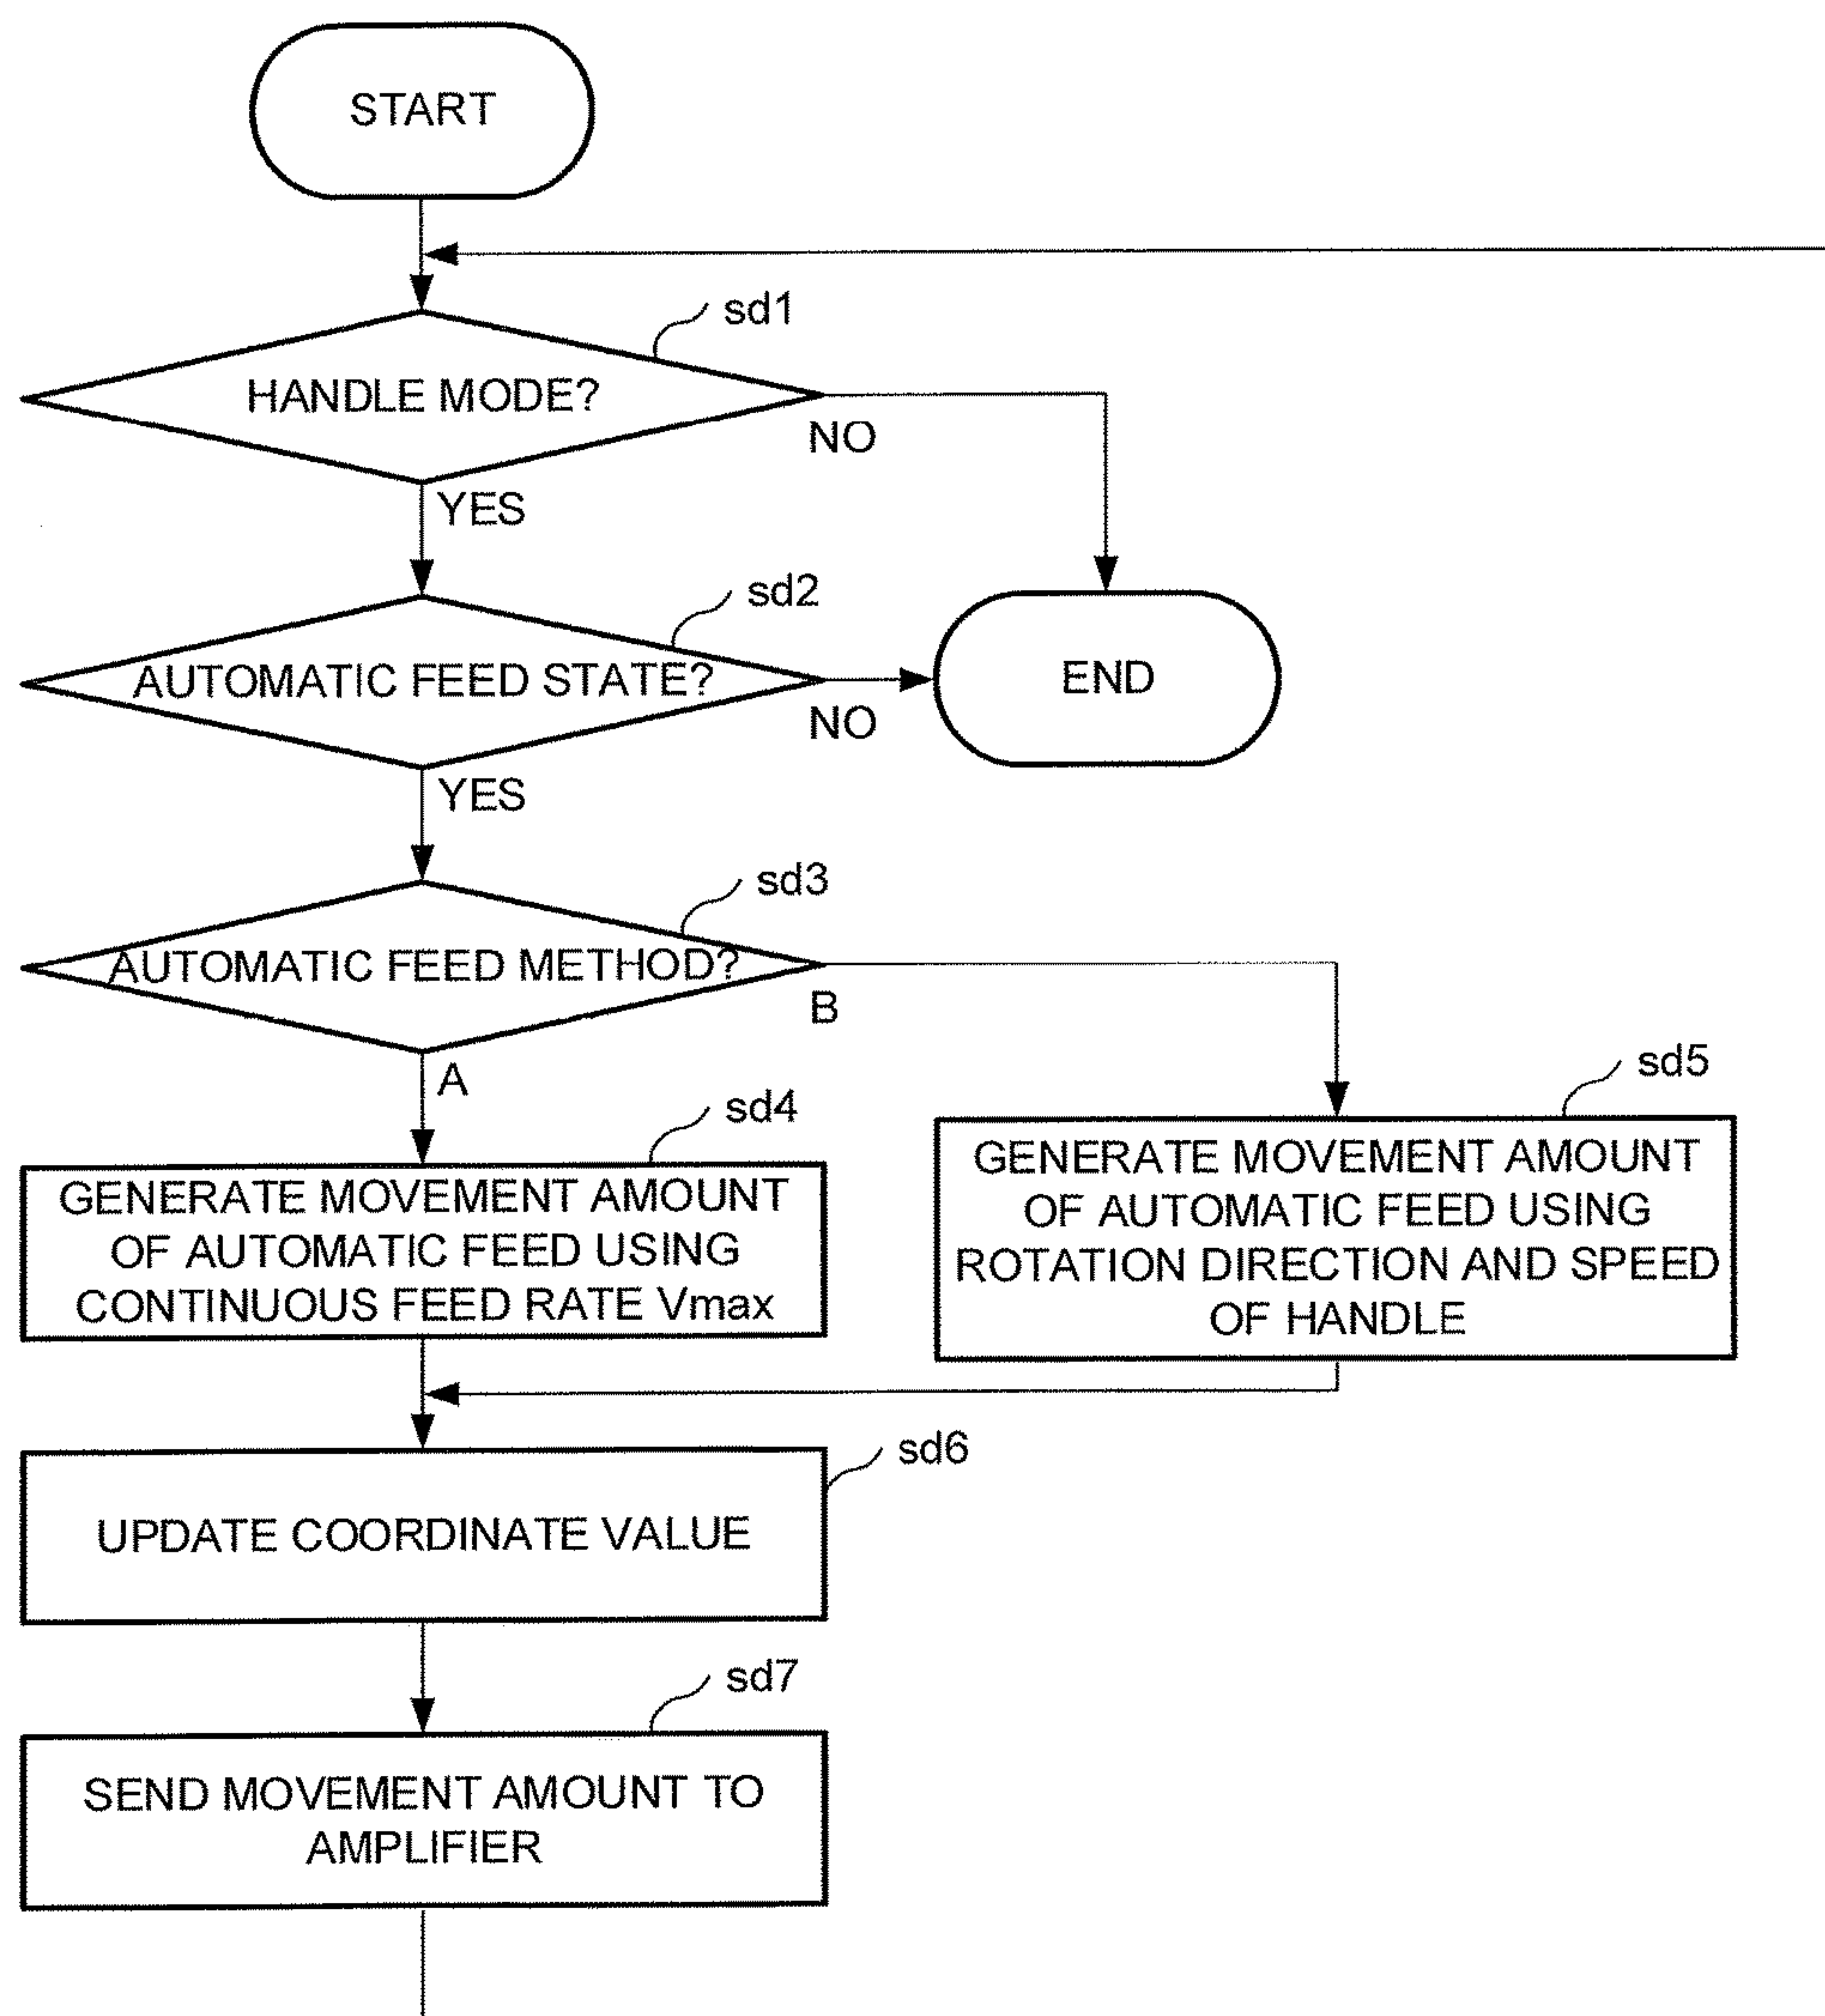 START
sd1
HANDLE MODE?
NO
YES
sd2
AUTOMATIC FEED STATE?
END
NO
YES
sd3
AUTOMATIC FEED METHOD?
B
A
sd4
GENERATE MOVEMENT AMOUNT
OF AUTOMATIC FEED USING
CONTINUOUS FEED RATE Vmax
sd5
GENERATE MOVEMENT AMOUNT
OF AUTOMATIC FEED USING
ROTATION DIRECTION AND SPEED
OF HANDLE
sd6
UPDATE COORDINATE VALUE
sd7
SEND MOVEMENT AMOUNT TO
AMPLIFIER